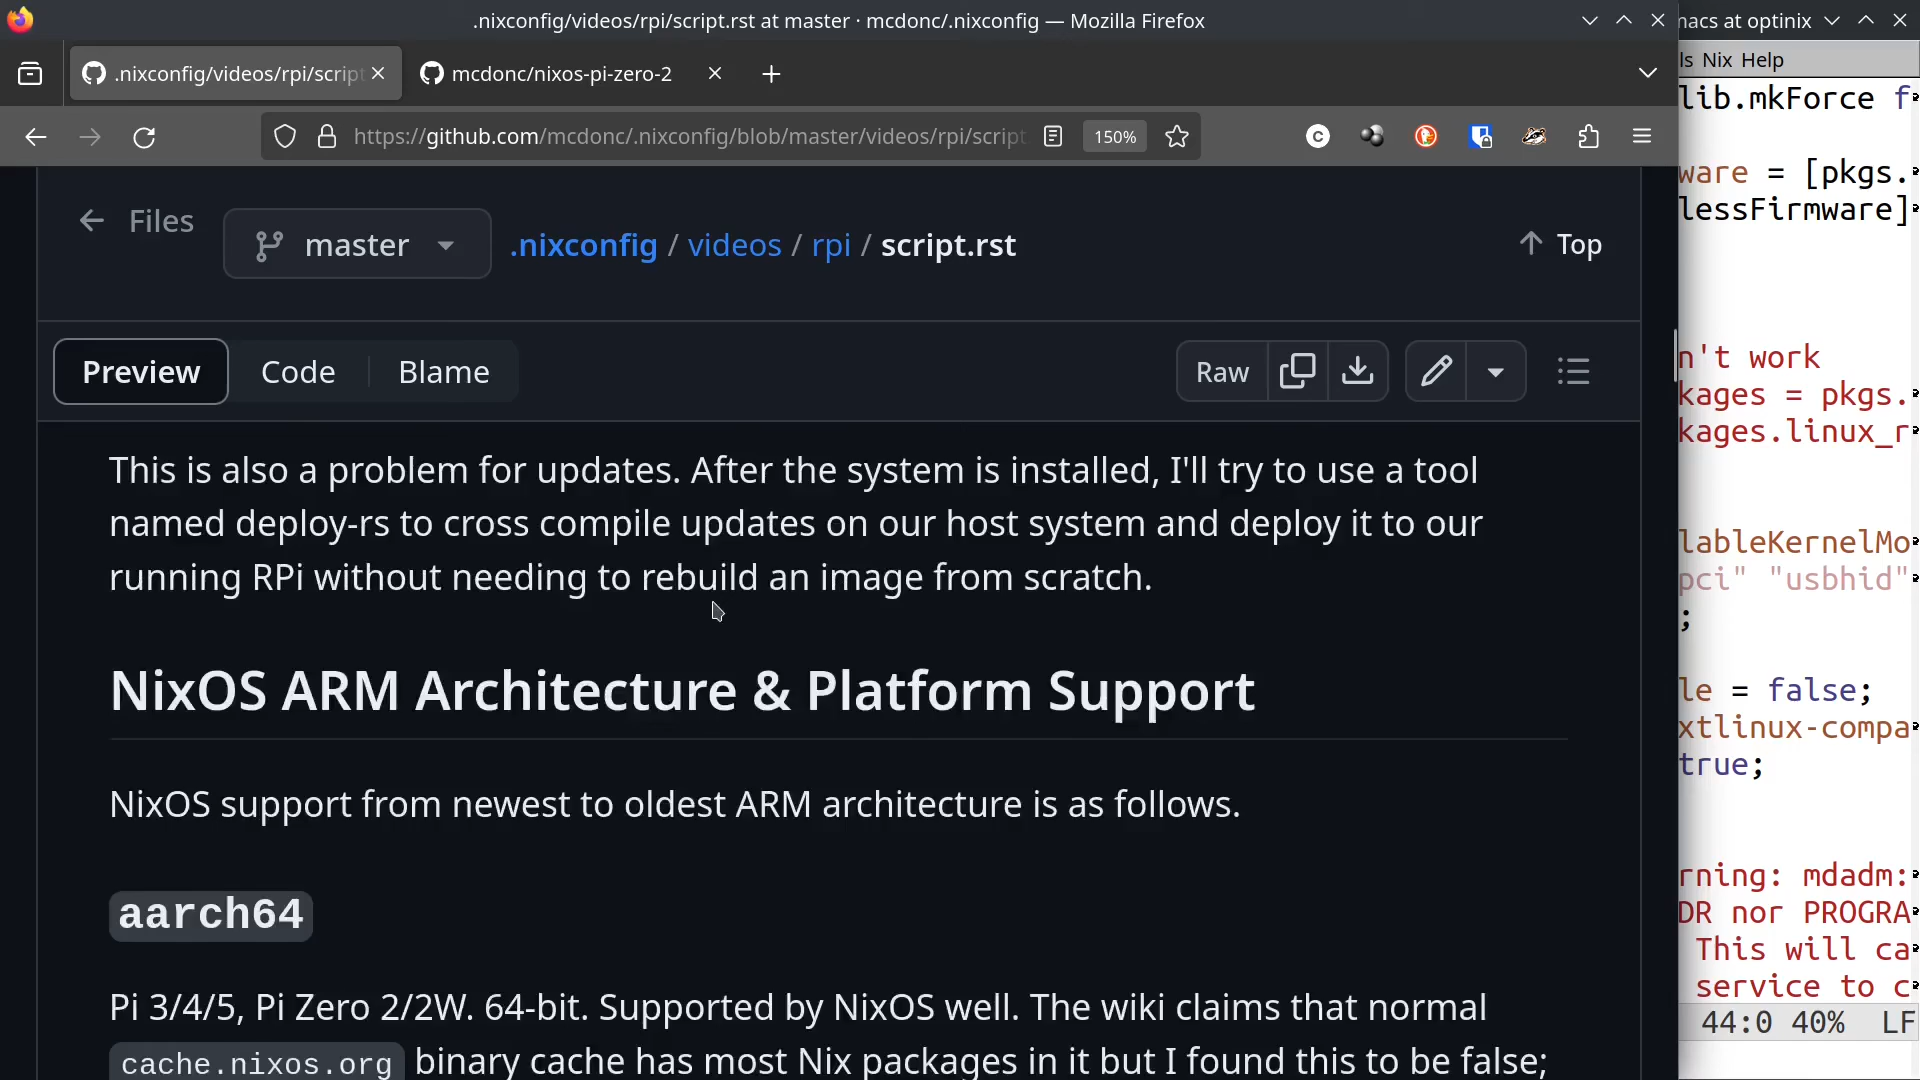 .nixconfig/videos/rpi/script.rst at master · mcdonc/.nixconfig — Mozilla Firefox
macs at optinix
.nixconfig/videos/rpi/scrip
mcdonc/nixos-pi-zero-2
ls Nix Help
https://github.com/mcdonc/.nixconfig/blob/master/videos/rpi/script
150%
Files
master
.nixconfig / videos / rpi / script.rst
Top
Preview
Code
Blame
Raw
This is also a problem for updates. After the system is installed, I'll try to use a tool
named deploy-rs to cross compile updates on our host system and deploy it to our
running RPi without needing to rebuild an image from scratch.
NixOS ARM Architecture & Platform Support
NixOS support from newest to oldest ARM architecture is as follows.
aarch64
Pi 3/4/5, Pi Zero 2/2W. 64-bit. Supported by NixOS well. The wiki claims that normal
cache.nixos.org binary cache has most Nix packages in it but I found this to be false;
lib.mkForce f
ware = [pkgs.
lessFirmware]
n't work
kages = pkgs.
kages.linux_r
lableKernelMo
pci" "usbhid"
;
le = false;
xtlinux-compa
true;
rning: mdadm:
DR nor PROGRA
This will ca
service to c
44:0 40% LF